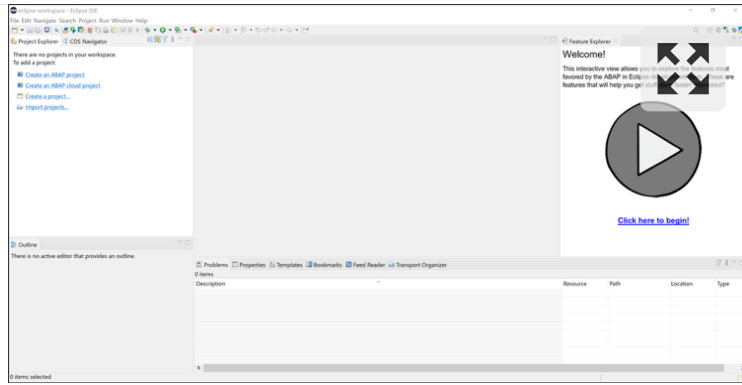 eclipse-workspace - Eclipse IDE
File Edit Navigate Search Project Run Window Help
Project Explorer CDS Navigator
There are no projects in your workspace.
To add a project:
Create an ABAP project
Create an ABAP cloud project
Create a project...
Import projects...
Feature Explorer
Welcome!
This interactive view allows you to explore the features most
favored by the ABAP in Eclipse
features that will help you get
Click here to begin!
Outline
There is no active editor that provides an outline.
Problems Properties Templates Bookmarks Feed Reader Transport Organizer
0 items
Description Resource Path Location Type
0 items selected